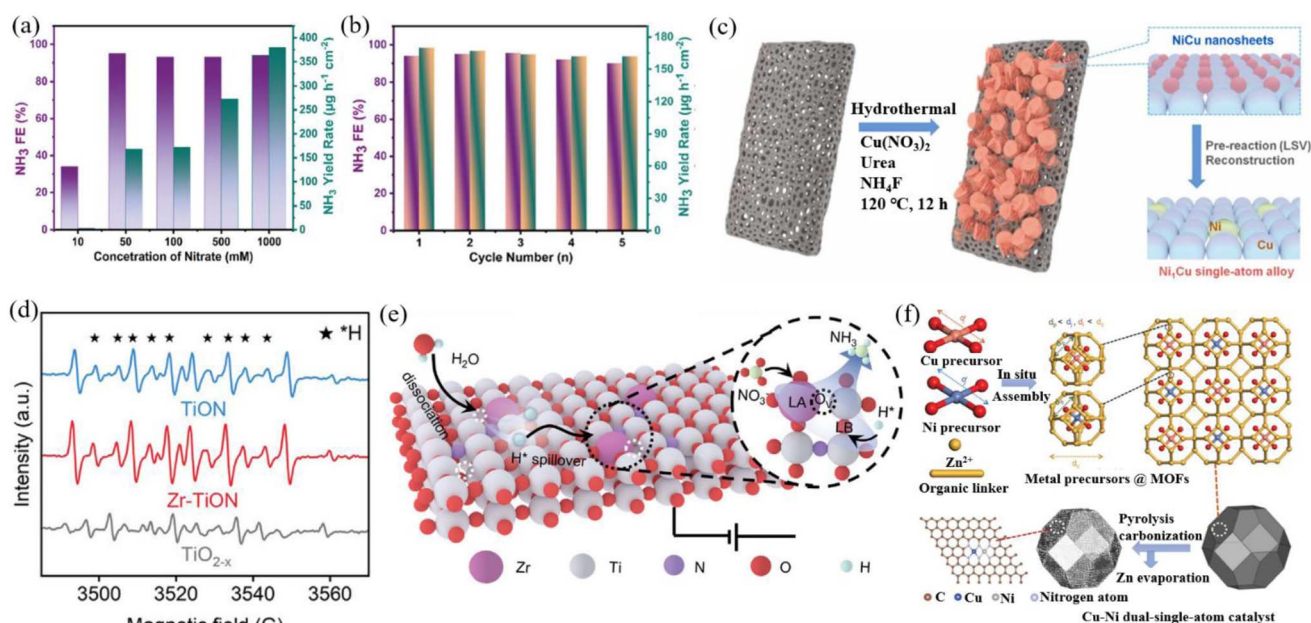 (a)
100
80
60
40
20
0
NH3 FE (%)
400
350
300
250
200
150
100
50
0
NH3 Yield Rate (µg h-1 cm-2)
10 50 100 500 1000
Concetration of Nitrate (mM)
(b)
100
80
60
40
20
0
NH3 FE (%)
180
150
120
90
60
30
0
NH3 Yield Rate (µg h-1 cm-2)
1 2 3 4 5
Cycle Number (n)
(c)
Hydrothermal
Cu(NO3)2
Urea
NH4F
120 °C, 12 h
NiCu nanosheets
Pre-reaction (LSV)
Reconstruction
Ni
Cu
Ni1Cu single-atom alloy
(d)
★ *H
TiON
Zr-TiON
TiO2-x
Intensity (a.u.)
3500 3520 3540 3560
Magnetic field (G)
(e)
H2O
dissociation
H* spillover
NH3
NO3-
LA
OV
LB
H*
Zr Ti N O H
(f)
Cu precursor
Ni precursor
Zn2+
Organic linker
In situ
Assembly
Metal precursors @ MOFs
Pyrolysis
carbonization
Zn evaporation
C Cu Ni Nitrogen atom
Cu-Ni dual-single-atom catalyst